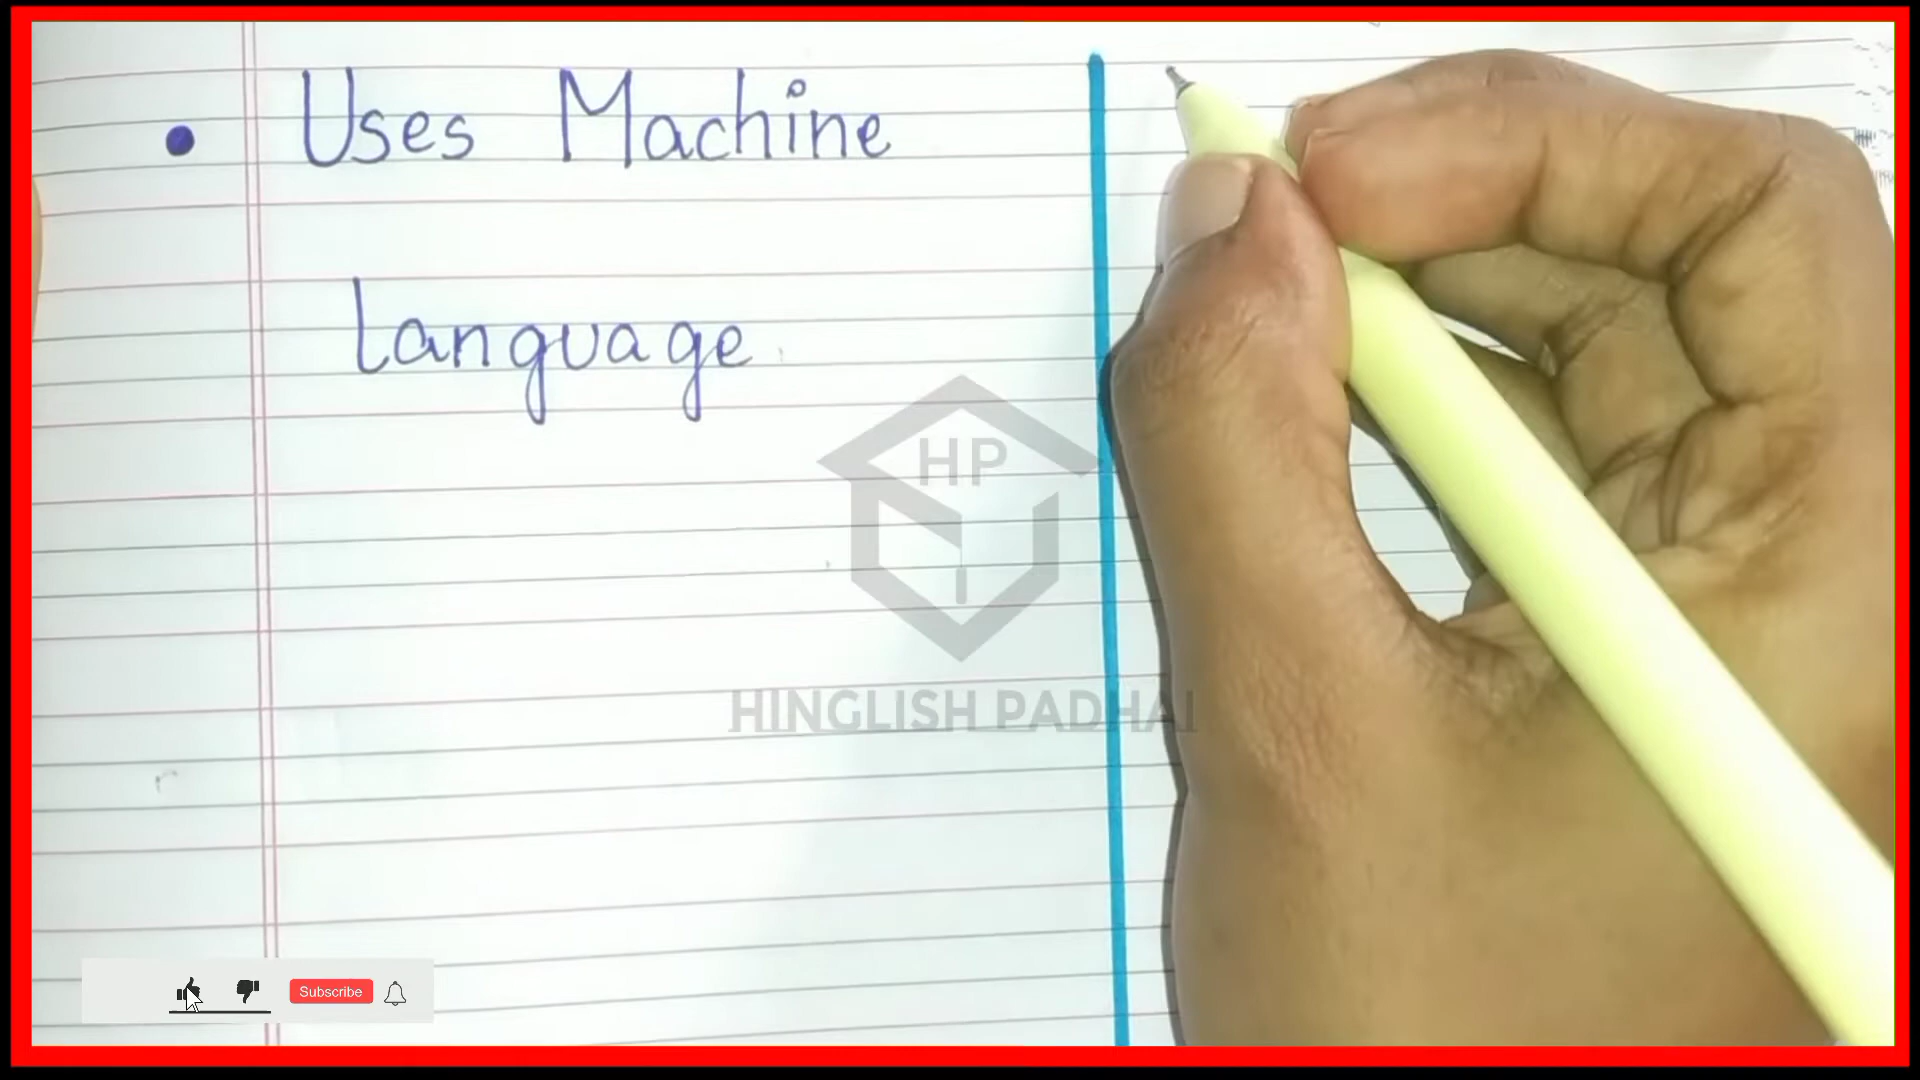 • Uses Machine
language
HP
HINGLISH PADHAI
Subscribe